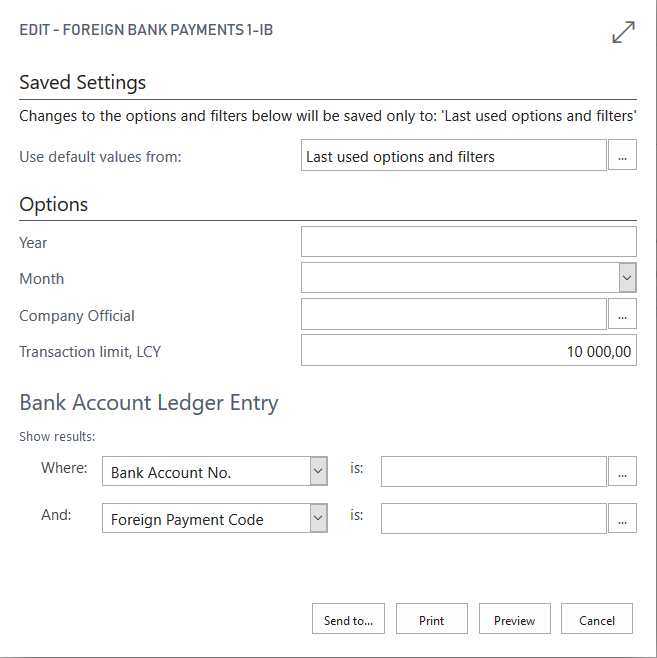 EDIT - FOREIGN BANK PAYMENTS 1-IB
Saved Settings
Changes to the options and filters below will be saved only to: 'Last used options and filters'
Use default values from: Last used options and filters ...
Options
Year
Month
Company Official ...
Transaction limit, LCY 10 000,00
Bank Account Ledger Entry
Show results:
Where: Bank Account No. is: ...
And: Foreign Payment Code is: ...
Send to... Print Preview Cancel